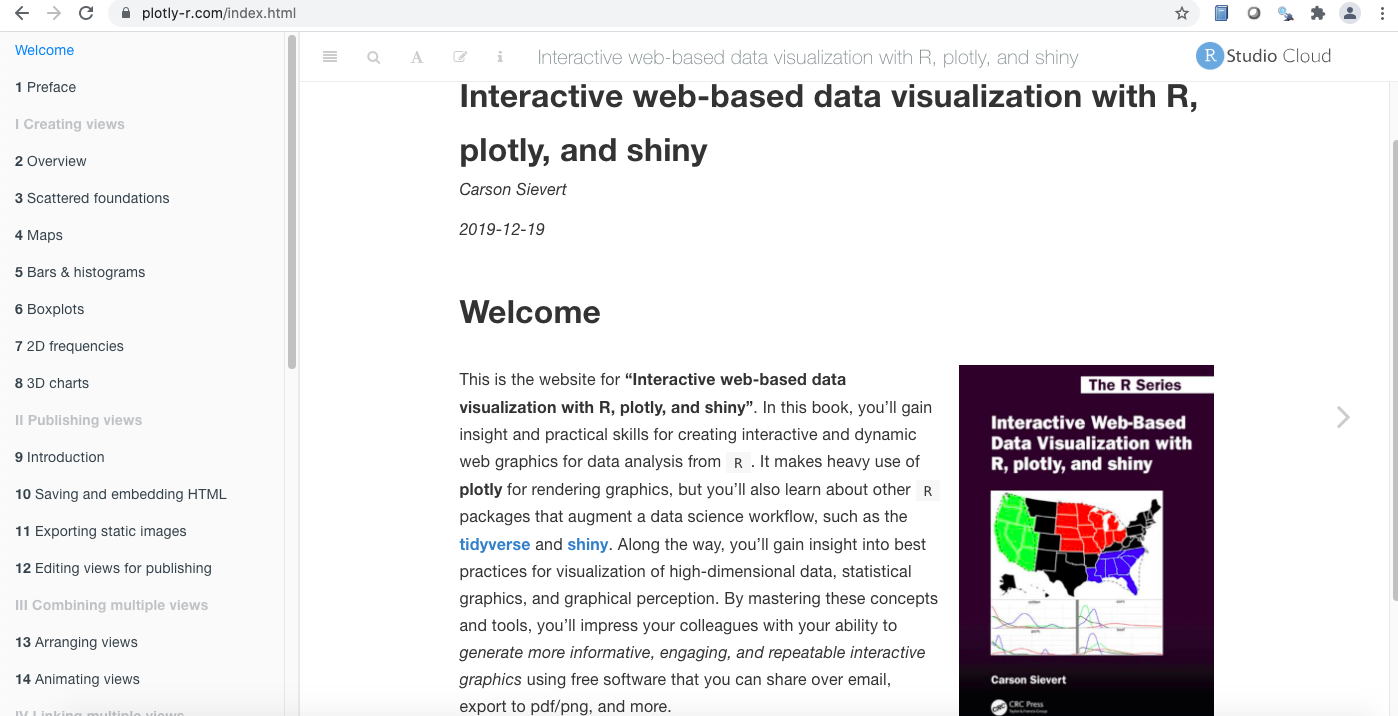 plotly-r.com/index.html
Welcome
1 Preface
I Creating views
2 Overview
3 Scattered foundations
4 Maps
5 Bars & histograms
6 Boxplots
7 2D frequencies
8 3D charts
II Publishing views
9 Introduction
10 Saving and embedding HTML
11 Exporting static images
12 Editing views for publishing
III Combining multiple views
13 Arranging views
14 Animating views
IV Linking multiple views
A
i
Interactive web-based data visualization with R, plotly, and shiny
R Studio Cloud
Interactive web-based data visualization with R,
plotly, and shiny
Carson Sievert
2019-12-19
Welcome
This is the website for “Interactive web-based data
visualization with R, plotly, and shiny”. In this book, you’ll gain
insight and practical skills for creating interactive and dynamic
web graphics for data analysis from R . It makes heavy use of
plotly for rendering graphics, but you’ll also learn about other R
packages that augment a data science workflow, such as the
tidyverse and shiny. Along the way, you’ll gain insight into best
practices for visualization of high-dimensional data, statistical
graphics, and graphical perception. By mastering these concepts
and tools, you’ll impress your colleagues with your ability to
generate more informative, engaging, and repeatable interactive
graphics using free software that you can share over email,
export to pdf/png, and more.
The R Series
Interactive Web-Based
Data Visualization with
R, plotly, and shiny
Carson Sievert
CRC Press
Taylor & Francis Group